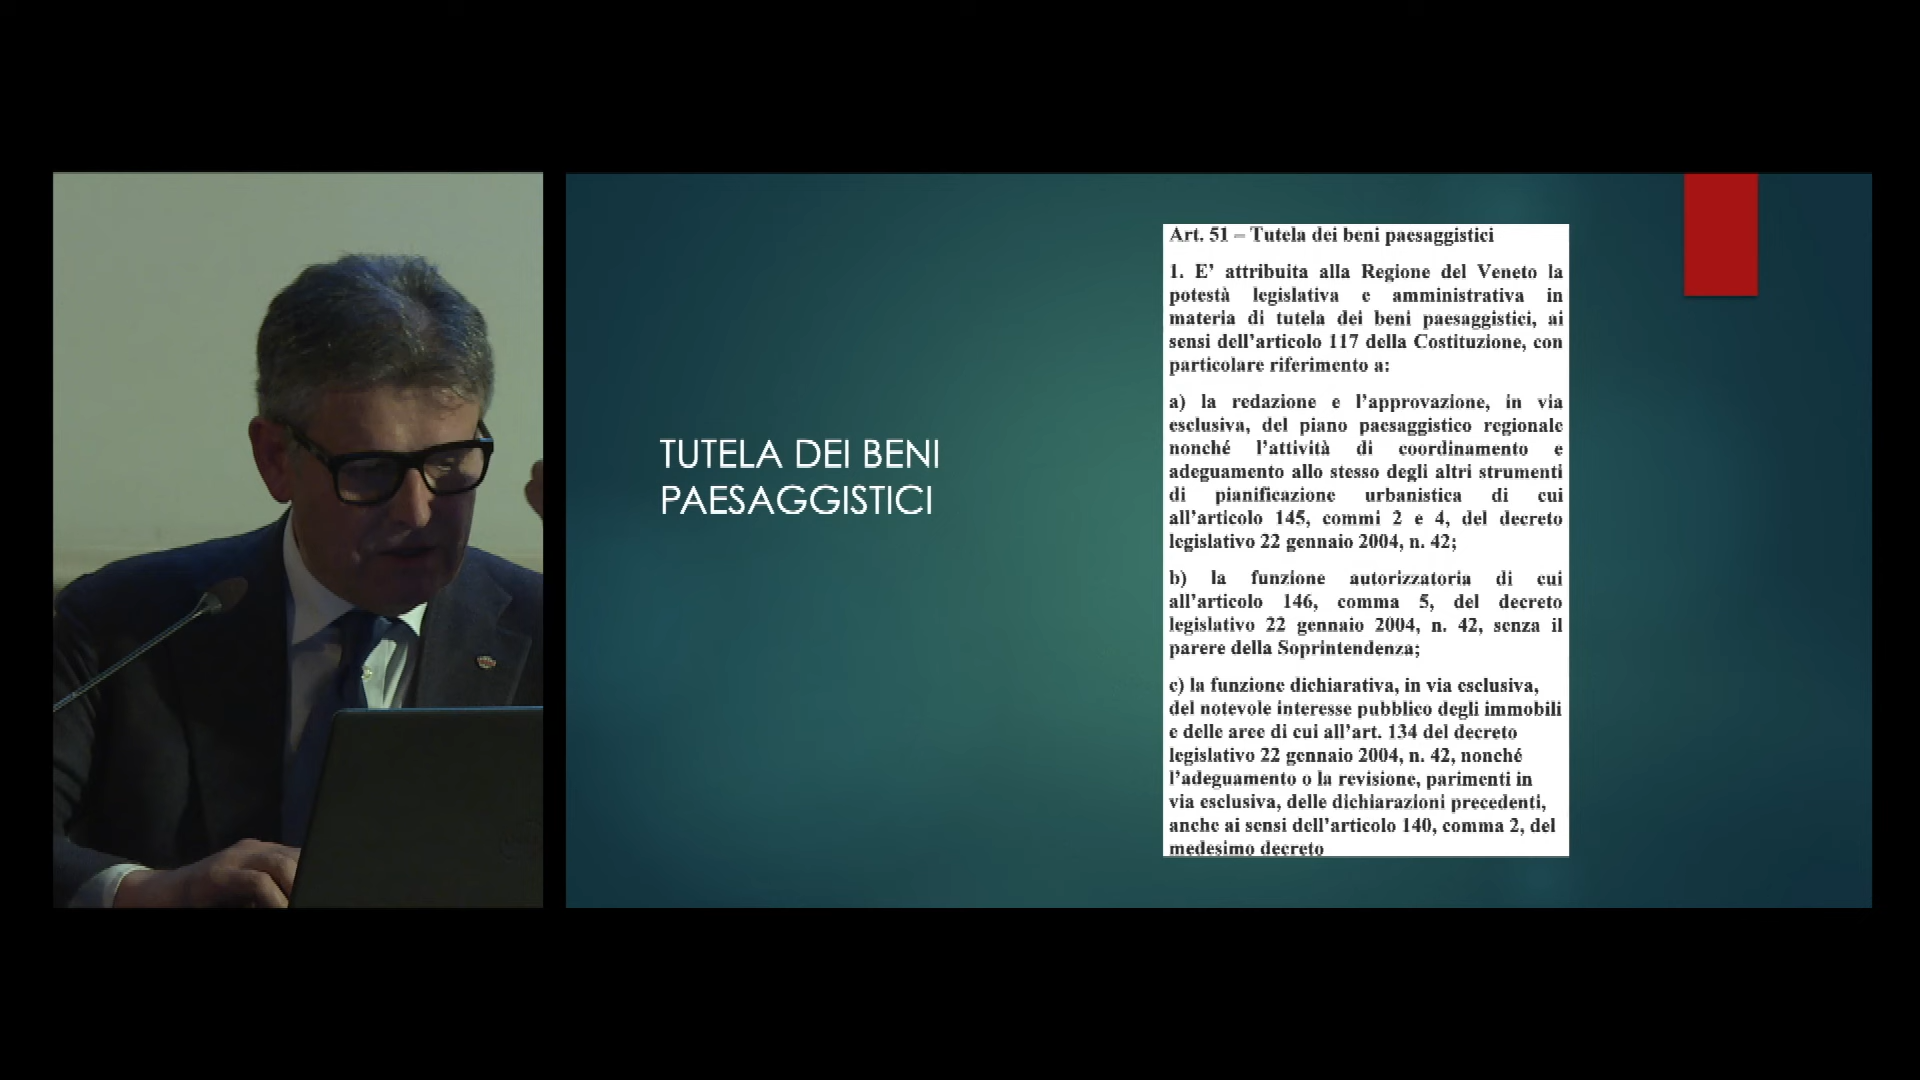 TUTELA DEI BENI
PAESAGGISTICI
Art. 51 – Tutela dei beni paesaggistici
1. E’ attribuita alla Regione del Veneto la
potestà legislativa e amministrativa in
materia di tutela dei beni paesaggistici, ai
sensi dell’articolo 117 della Costituzione, con
particolare riferimento a:
a) la redazione e l’approvazione, in via
esclusiva, del piano paesaggistico regionale
nonché l’attività di coordinamento e
adeguamento allo stesso degli altri strumenti
di pianificazione urbanistica di cui
all’articolo 145, commi 2 e 4, del decreto
legislativo 22 gennaio 2004, n. 42;
b) la funzione autorizzatoria di cui
all’articolo 146, comma 5, del decreto
legislativo 22 gennaio 2004, n. 42, senza il
parere della Soprintendenza;
c) la funzione dichiarativa, in via esclusiva,
del notevole interesse pubblico degli immobili
e delle aree di cui all’art. 134 del decreto
legislativo 22 gennaio 2004, n. 42, nonché
l’adeguamento o la revisione, parimenti in
via esclusiva, delle dichiarazioni precedenti,
anche ai sensi dell’articolo 140, comma 2, del
medesimo decreto